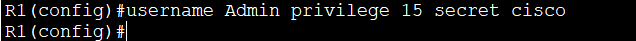 R1(config)#username Admin privilege 15 secret cisco
R1(config)#